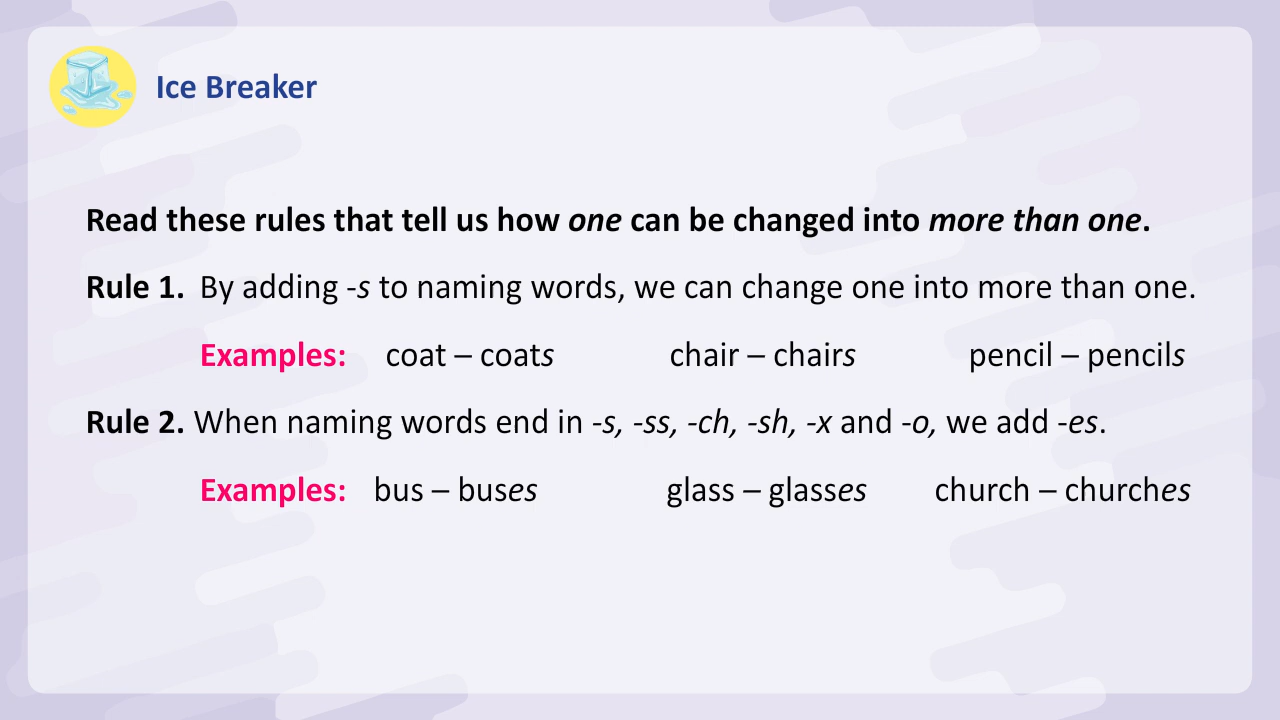 Ice Breaker
Read these rules that tell us how one can be changed into more than one.
Rule 1. By adding -s to naming words, we can change one into more than one.
Examples: coat – coats chair – chairs pencil – pencils
Rule 2. When naming words end in -s, -ss, -ch, -sh, -x and -o, we add -es.
Examples: bus – buses glass – glasses church – churches